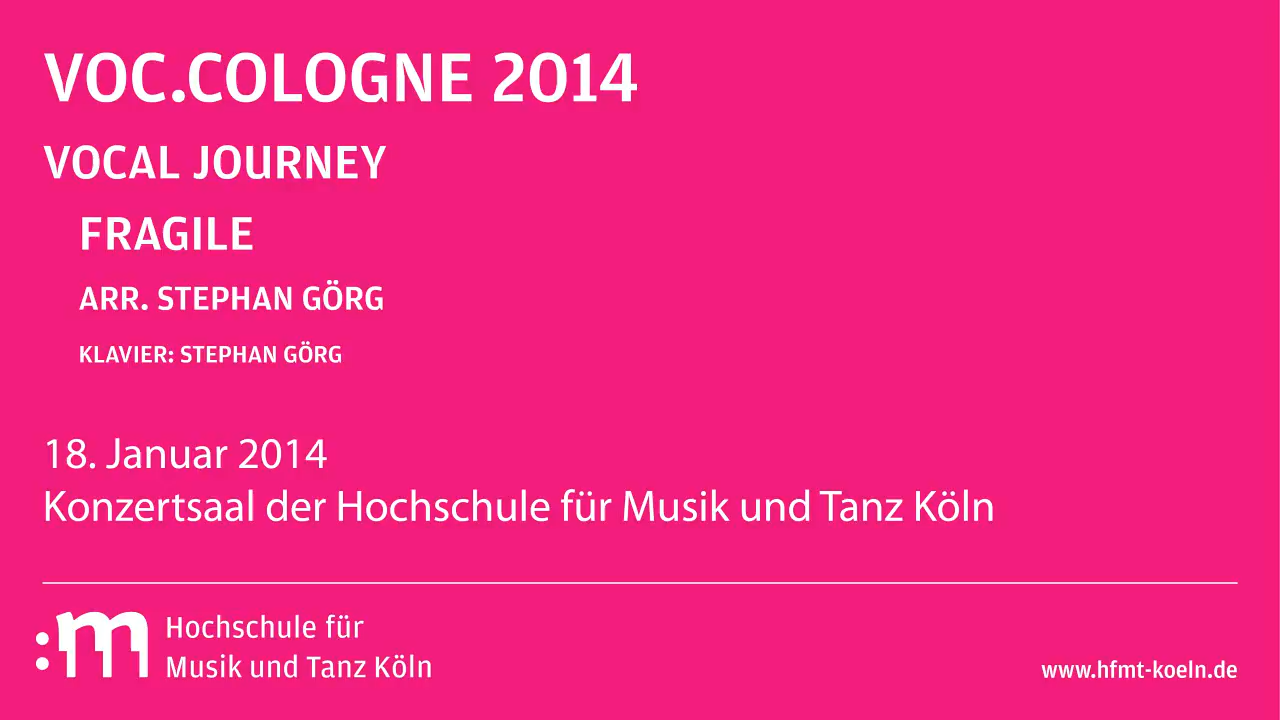 VOC.COLOGNE 2014
VOCAL JOURNEY
FRAGILE
ARR. STEPHAN GÖRG
KLAVIER: STEPHAN GÖRG
18. Januar 2014
Konzertsaal der Hochschule für Musik und Tanz Köln
:m Hochschule für
Musik und Tanz Köln
www.hfmt-koeln.de